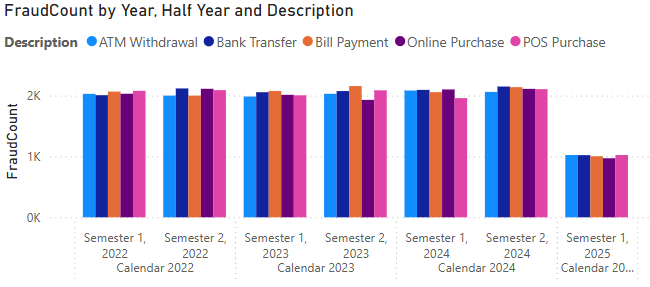 FraudCount by Year, Half Year and Description
Description ATM Withdrawal Bank Transfer Bill Payment Online Purchase POS Purchase
FraudCount
2K
1K
0K
Semester 1, 2022
Semester 2, 2022
Semester 1, 2023
Semester 2, 2023
Semester 1, 2024
Semester 2, 2024
Semester 1, 2025
Calendar 2022
Calendar 2023
Calendar 2024
Calendar 20...